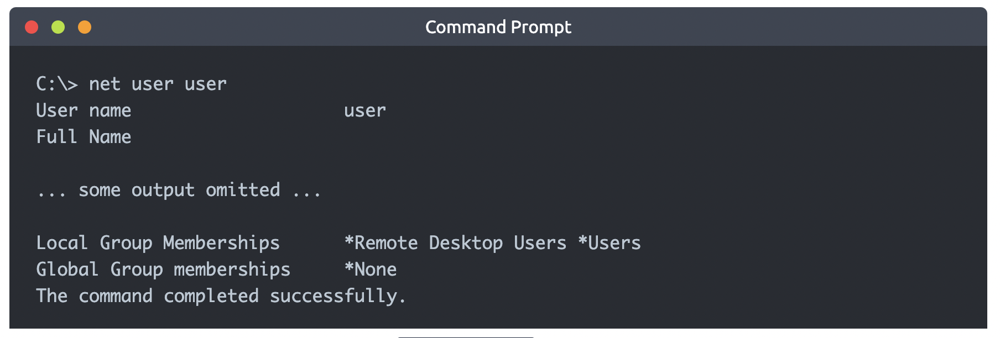 Command Prompt
C:\> net user user
User name                    user
Full Name
... some output omitted ...
Local Group Memberships      *Remote Desktop Users *Users
Global Group memberships     *None
The command completed successfully.